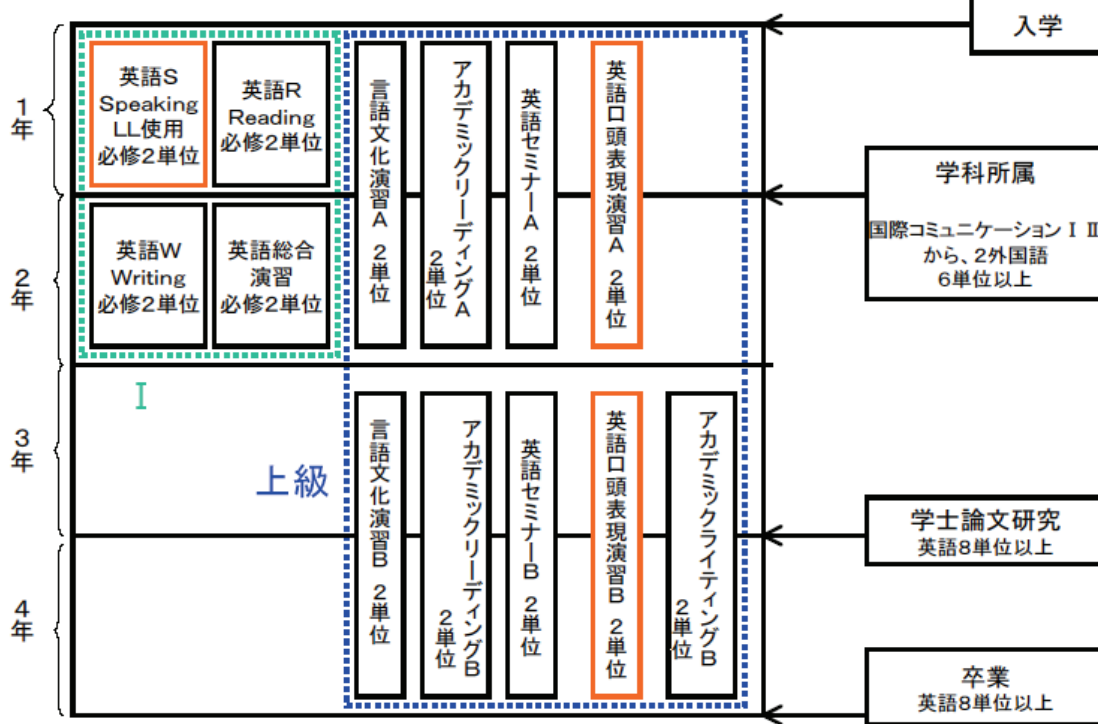 入学
1年
英語S
Speaking
LL使用
必修2単位
英語R
Reading
必修2単位
言語文化演習A 2単位
アカデミックリーディングA
2単位
英語セミナーA 2単位
英語口頭表現演習A 2単位
学科所属
国際コミュニケーション I II
から、2外国語
6単位以上
2年
英語W
Writing
必修2単位
英語総合
演習
必修2単位
I
3年
上級
言語文化演習B 2単位
アカデミックリーディングB
2単位
英語セミナーB 2単位
英語口頭表現演習B 2単位
アカデミックライティングB
2単位
学士論文研究
英語8単位以上
4年
卒業
英語8単位以上